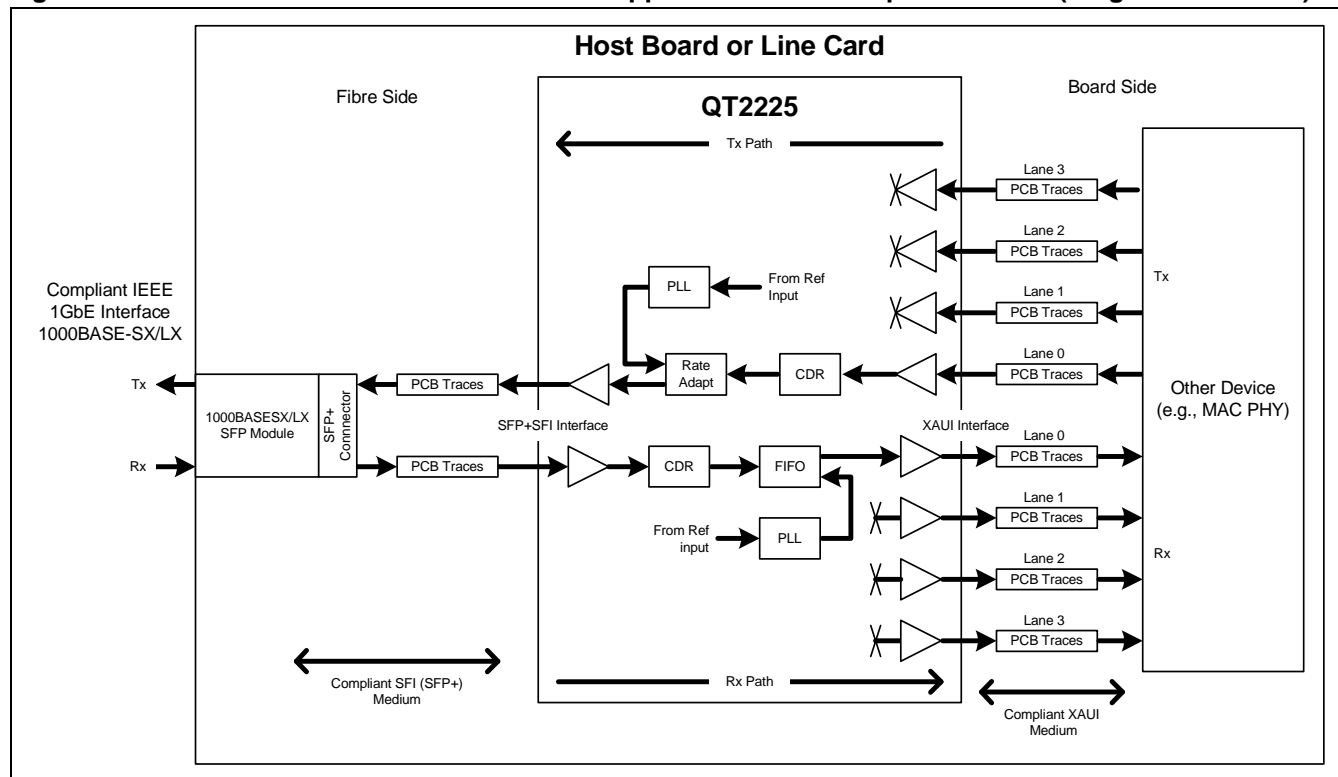 Host Board or Line Card
Fibre Side
Board Side
QT2225
Tx Path
Lane 3
PCB Traces
Lane 2
PCB Traces
Tx
Lane 1
PCB Traces
PLL
From Ref
Input
Compliant IEEE
1GbE Interface
1000BASE-SX/LX
Lane 0
PCB Traces
Rate
Adapt
CDR
Tx
PCB Traces
Other Device
(e.g., MAC PHY)
1000BASESX/LX
SFP Module
SFP+
Connnector
SFP+SFI Interface
XAUI Interface
Rx
PCB Traces
CDR
FIFO
Lane 0
PCB Traces
Lane 1
PCB Traces
From Ref
input
PLL
Rx
Lane 2
PCB Traces
Lane 3
PCB Traces
Compliant SFI (SFP+)
Medium
Rx Path
Compliant XAUI
Medium